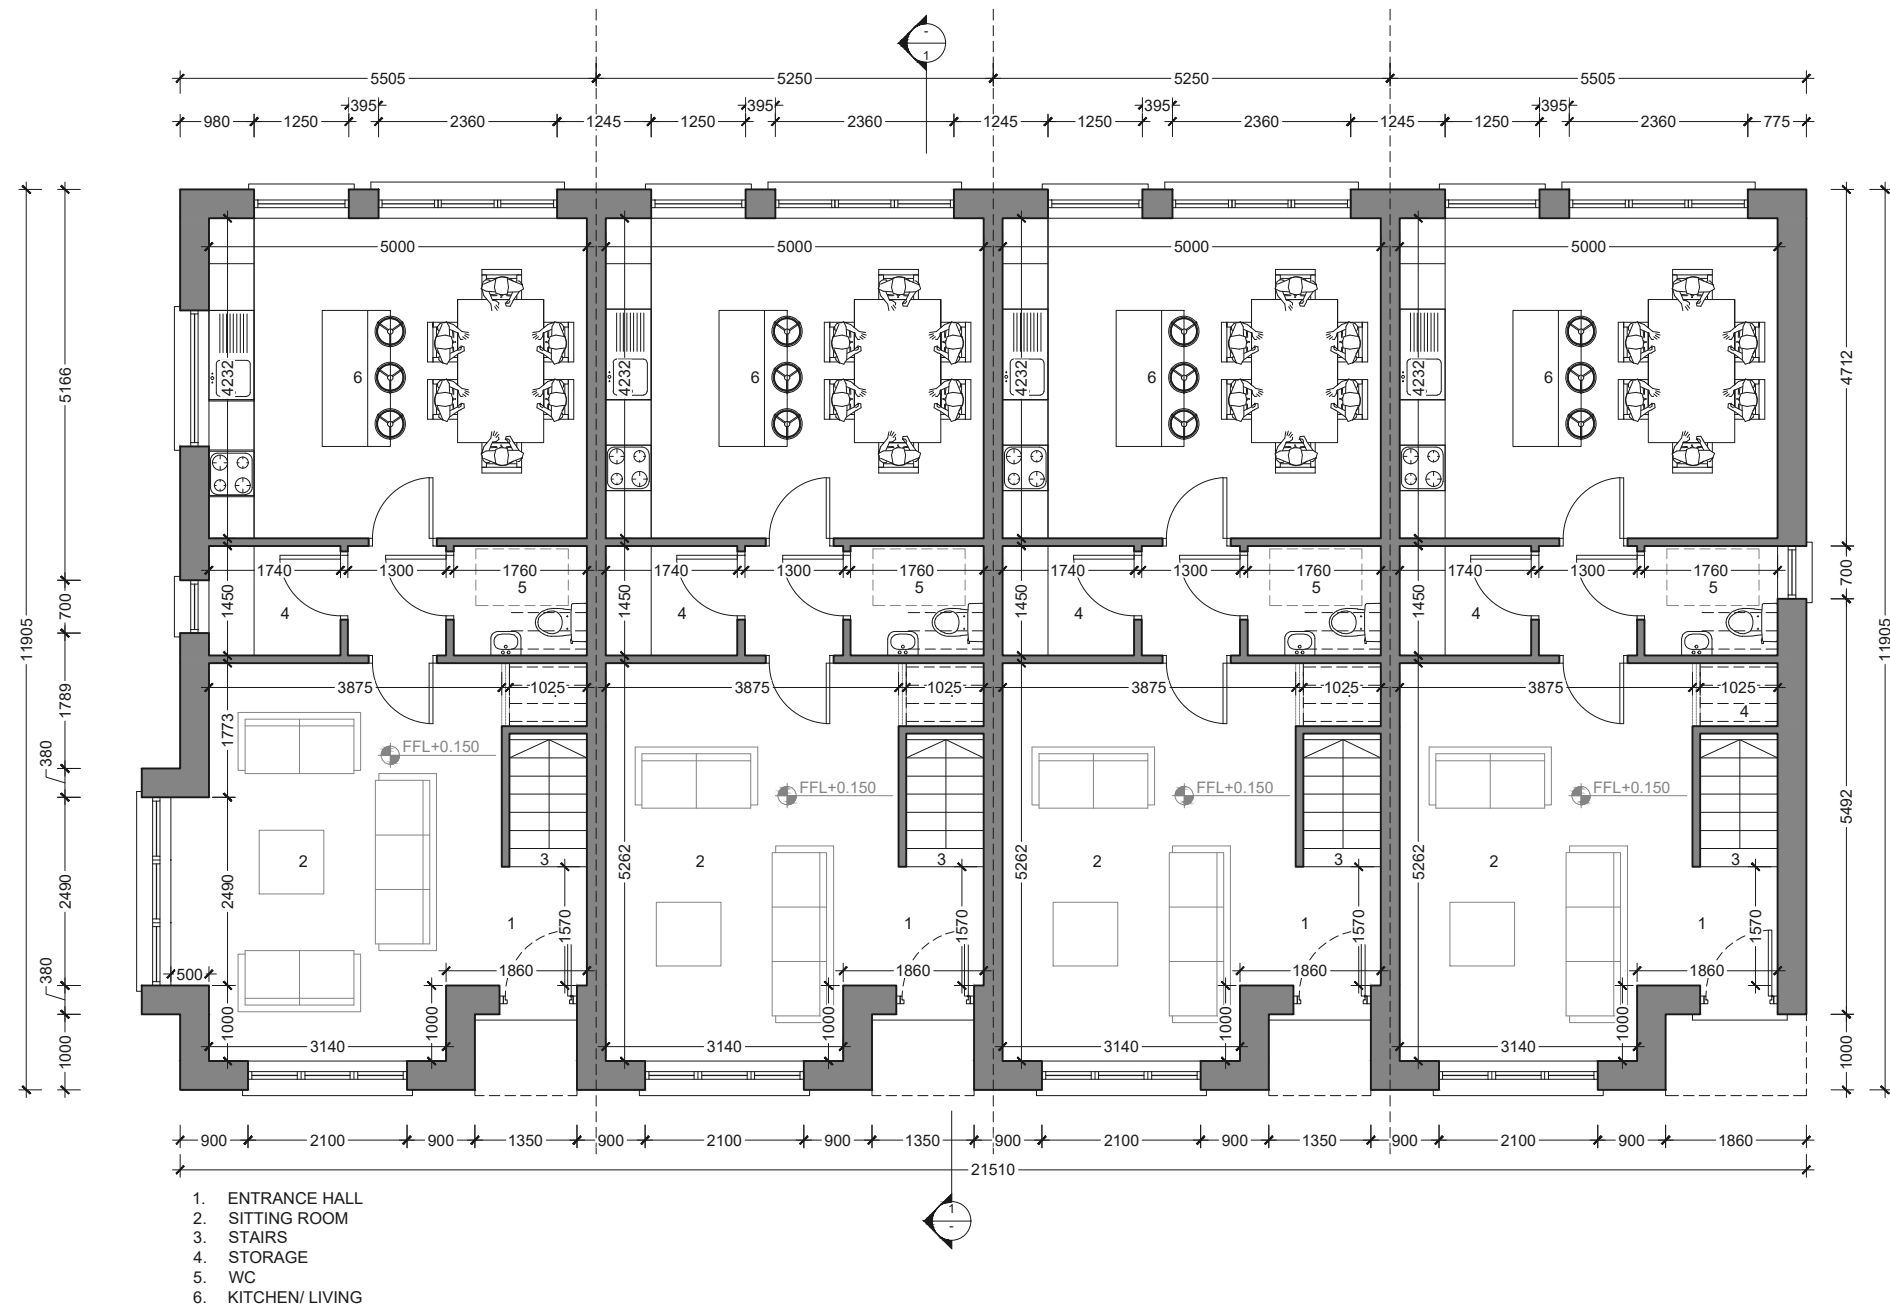 -
1
5505 5250 5250 5505
395 395 395 395
980 1250 2360 1245 1250 2360 1245 1250 2360 1245 1250 2360 775
5000 5000 5000 5000
11905 5166 700 1789 380 2490 380 1000
4712 700 5492 1000 11905
4232 6 4232 6 4232 6 4232 6
1740 1300 1760 1740 1300 1760 1740 1300 1760 1740 1300 1760
5 5 5 5
1450 4 1450 4 1450 4 1450 4
3875 1025 3875 1025 3875 1025 3875 1025
4
1773
FFL+0.150
FFL+0.150 FFL+0.150 FFL+0.150
2 3 2 3 2 3 2 3
2490 5262 5262 5262
1 1570 1 1570 1 1570 1 1570
500 1860 1860 1860 1860
1000 1000 1000 1000 1000
3140 3140 3140 3140
900 2100 900 1350 900 2100 900 1350 900 2100 900 1350 900 2100 900 1860
21510
1
-
1. ENTRANCE HALL
2. SITTING ROOM
3. STAIRS
4. STORAGE
5. WC
6. KITCHEN/ LIVING